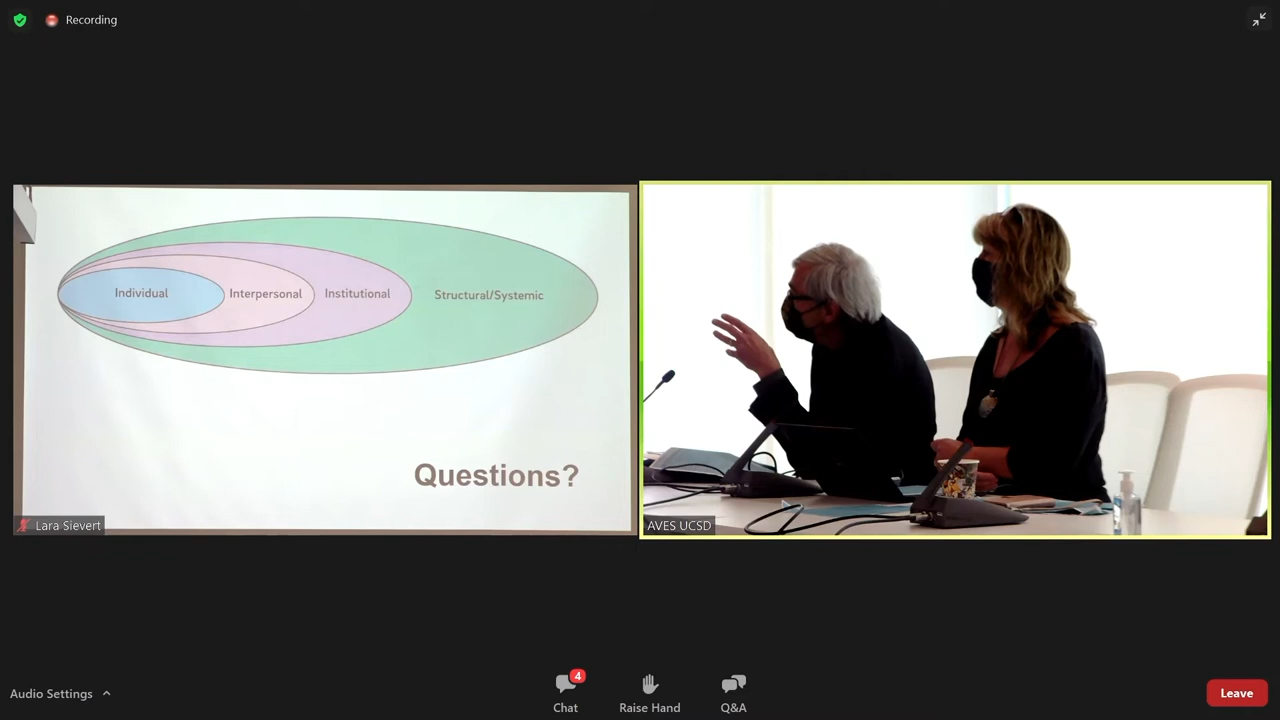 Recording
Individual
Interpersonal
Institutional
Structural/Systemic
Questions?
Lara Sievert
AVES UCSD
Audio Settings
4
Chat
Raise Hand
Q&A
Leave